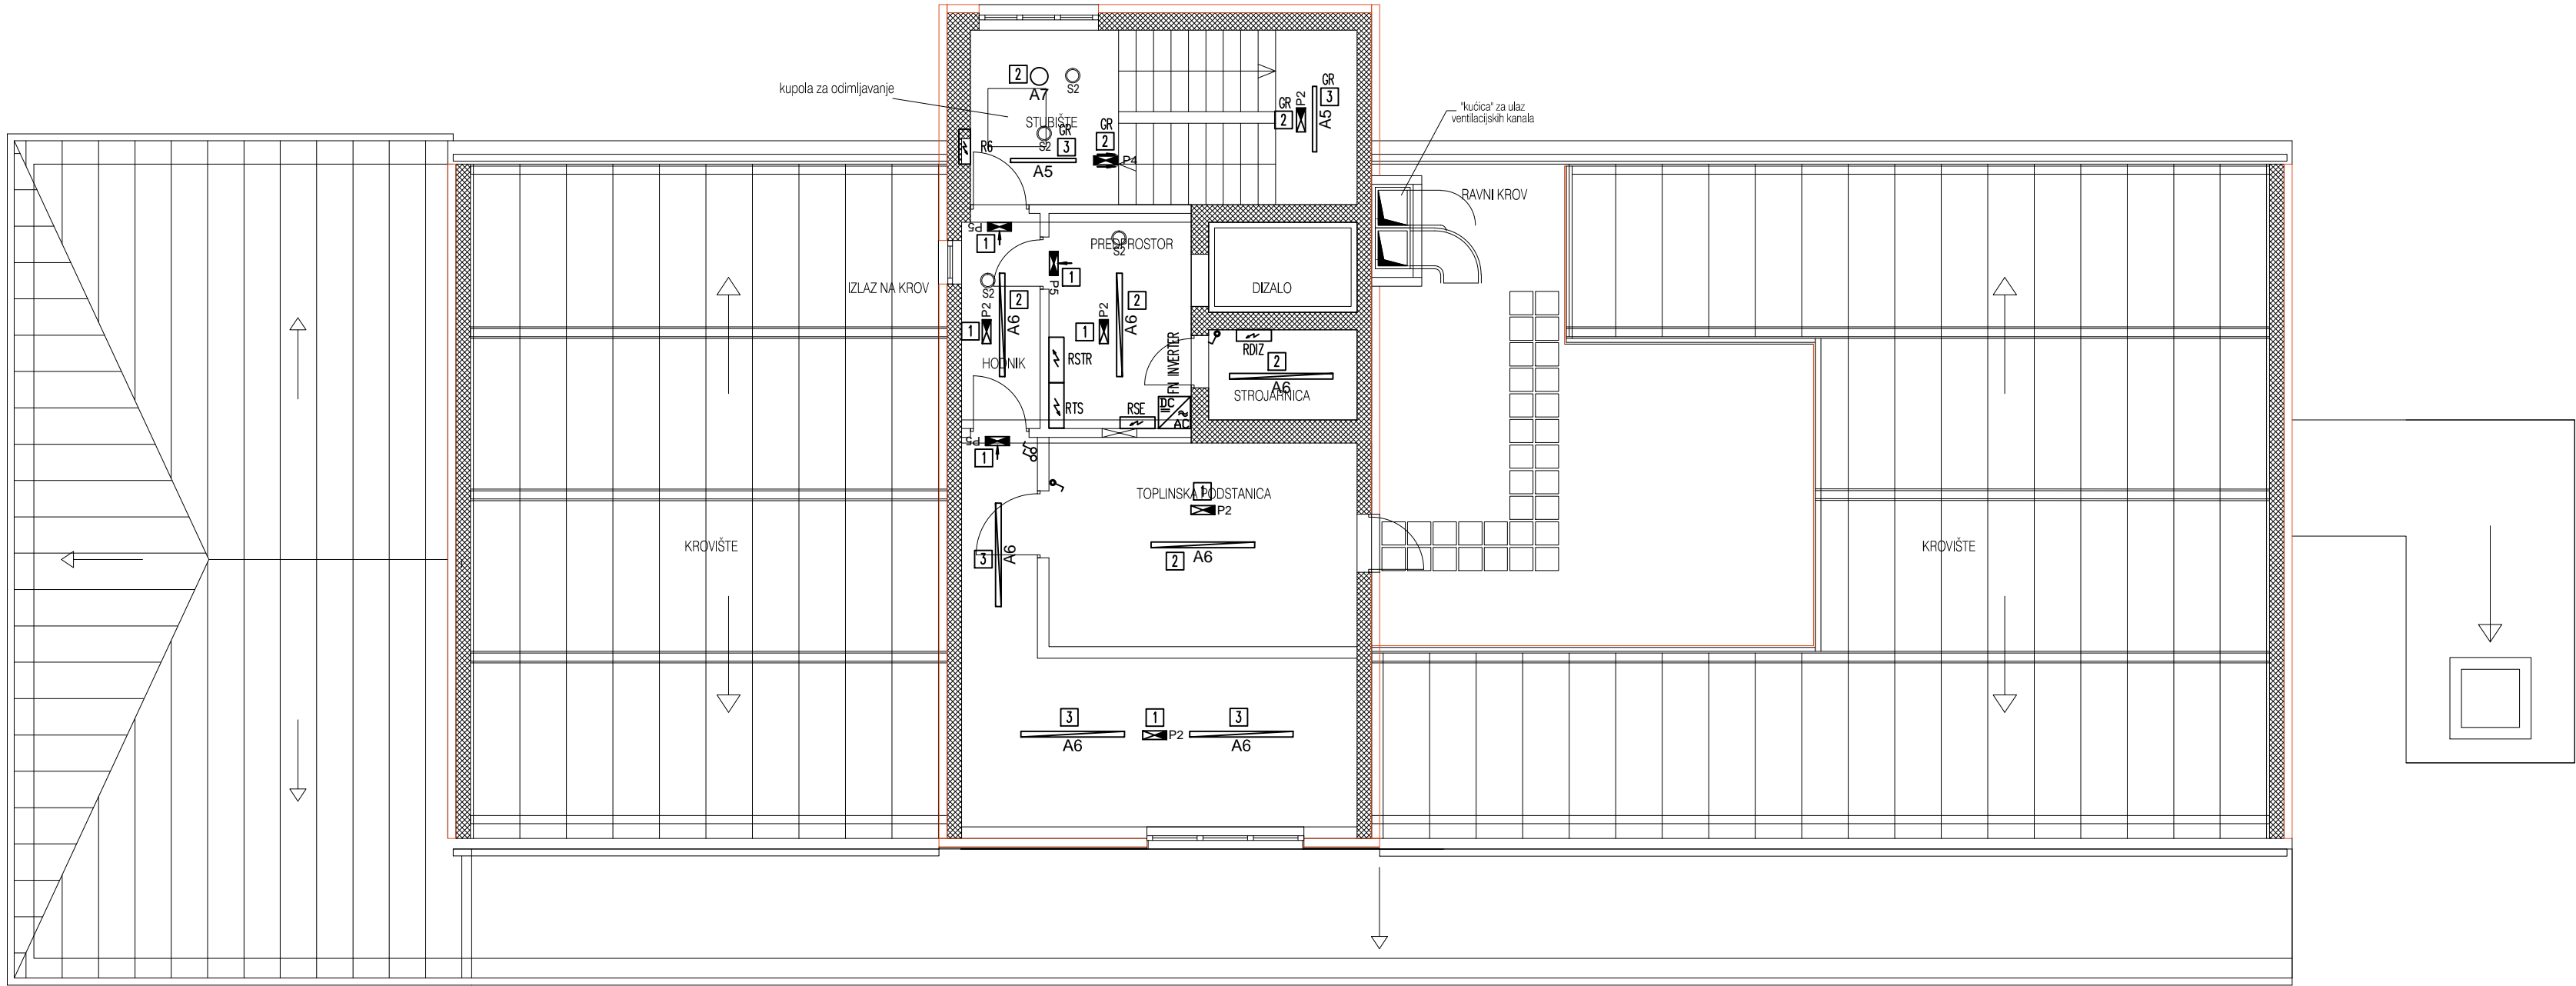 kupola za odimljavanje
2
A7
S2
STUBIŠTE
S2
GR
3
A5
GR
2
P4
R6
GR
2
P2
GR
3
A5
"kućica" za ulaz
ventilacijskih kanala
RAVNI KROV
P5
1
PREDPROSTOR
S2
1
P5
IZLAZ NA KROV
S2
2
A6
1
P2
HODNIK
1
P2
2
A6
DIZALO
RSTR
RTS
RSE
FN INVERTER
DC
AC
RDIZ
2
A6
STROJARNICA
P5
1
TOPLINSKA PODSTANICA
1
P2
2
A6
3
A6
KROVIŠTE
KROVIŠTE
3
A6
1
P2
3
A6